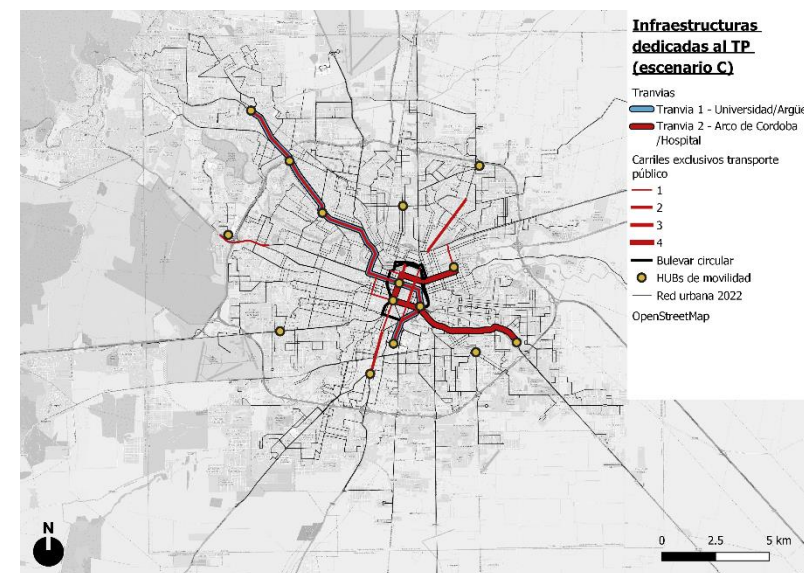 Infraestructuras
dedicadas al TP
(escenario C)
Tranvias
Tranvia 1 - Universidad/Argüe
Tranvia 2 - Arco de Cordoba
/Hospital
Carriles exclusivos transporte
público
1
2
3
4
Bulevar circular
HUBs de movilidad
Red urbana 2022
OpenStreetMap
N
0 2.5 5 km